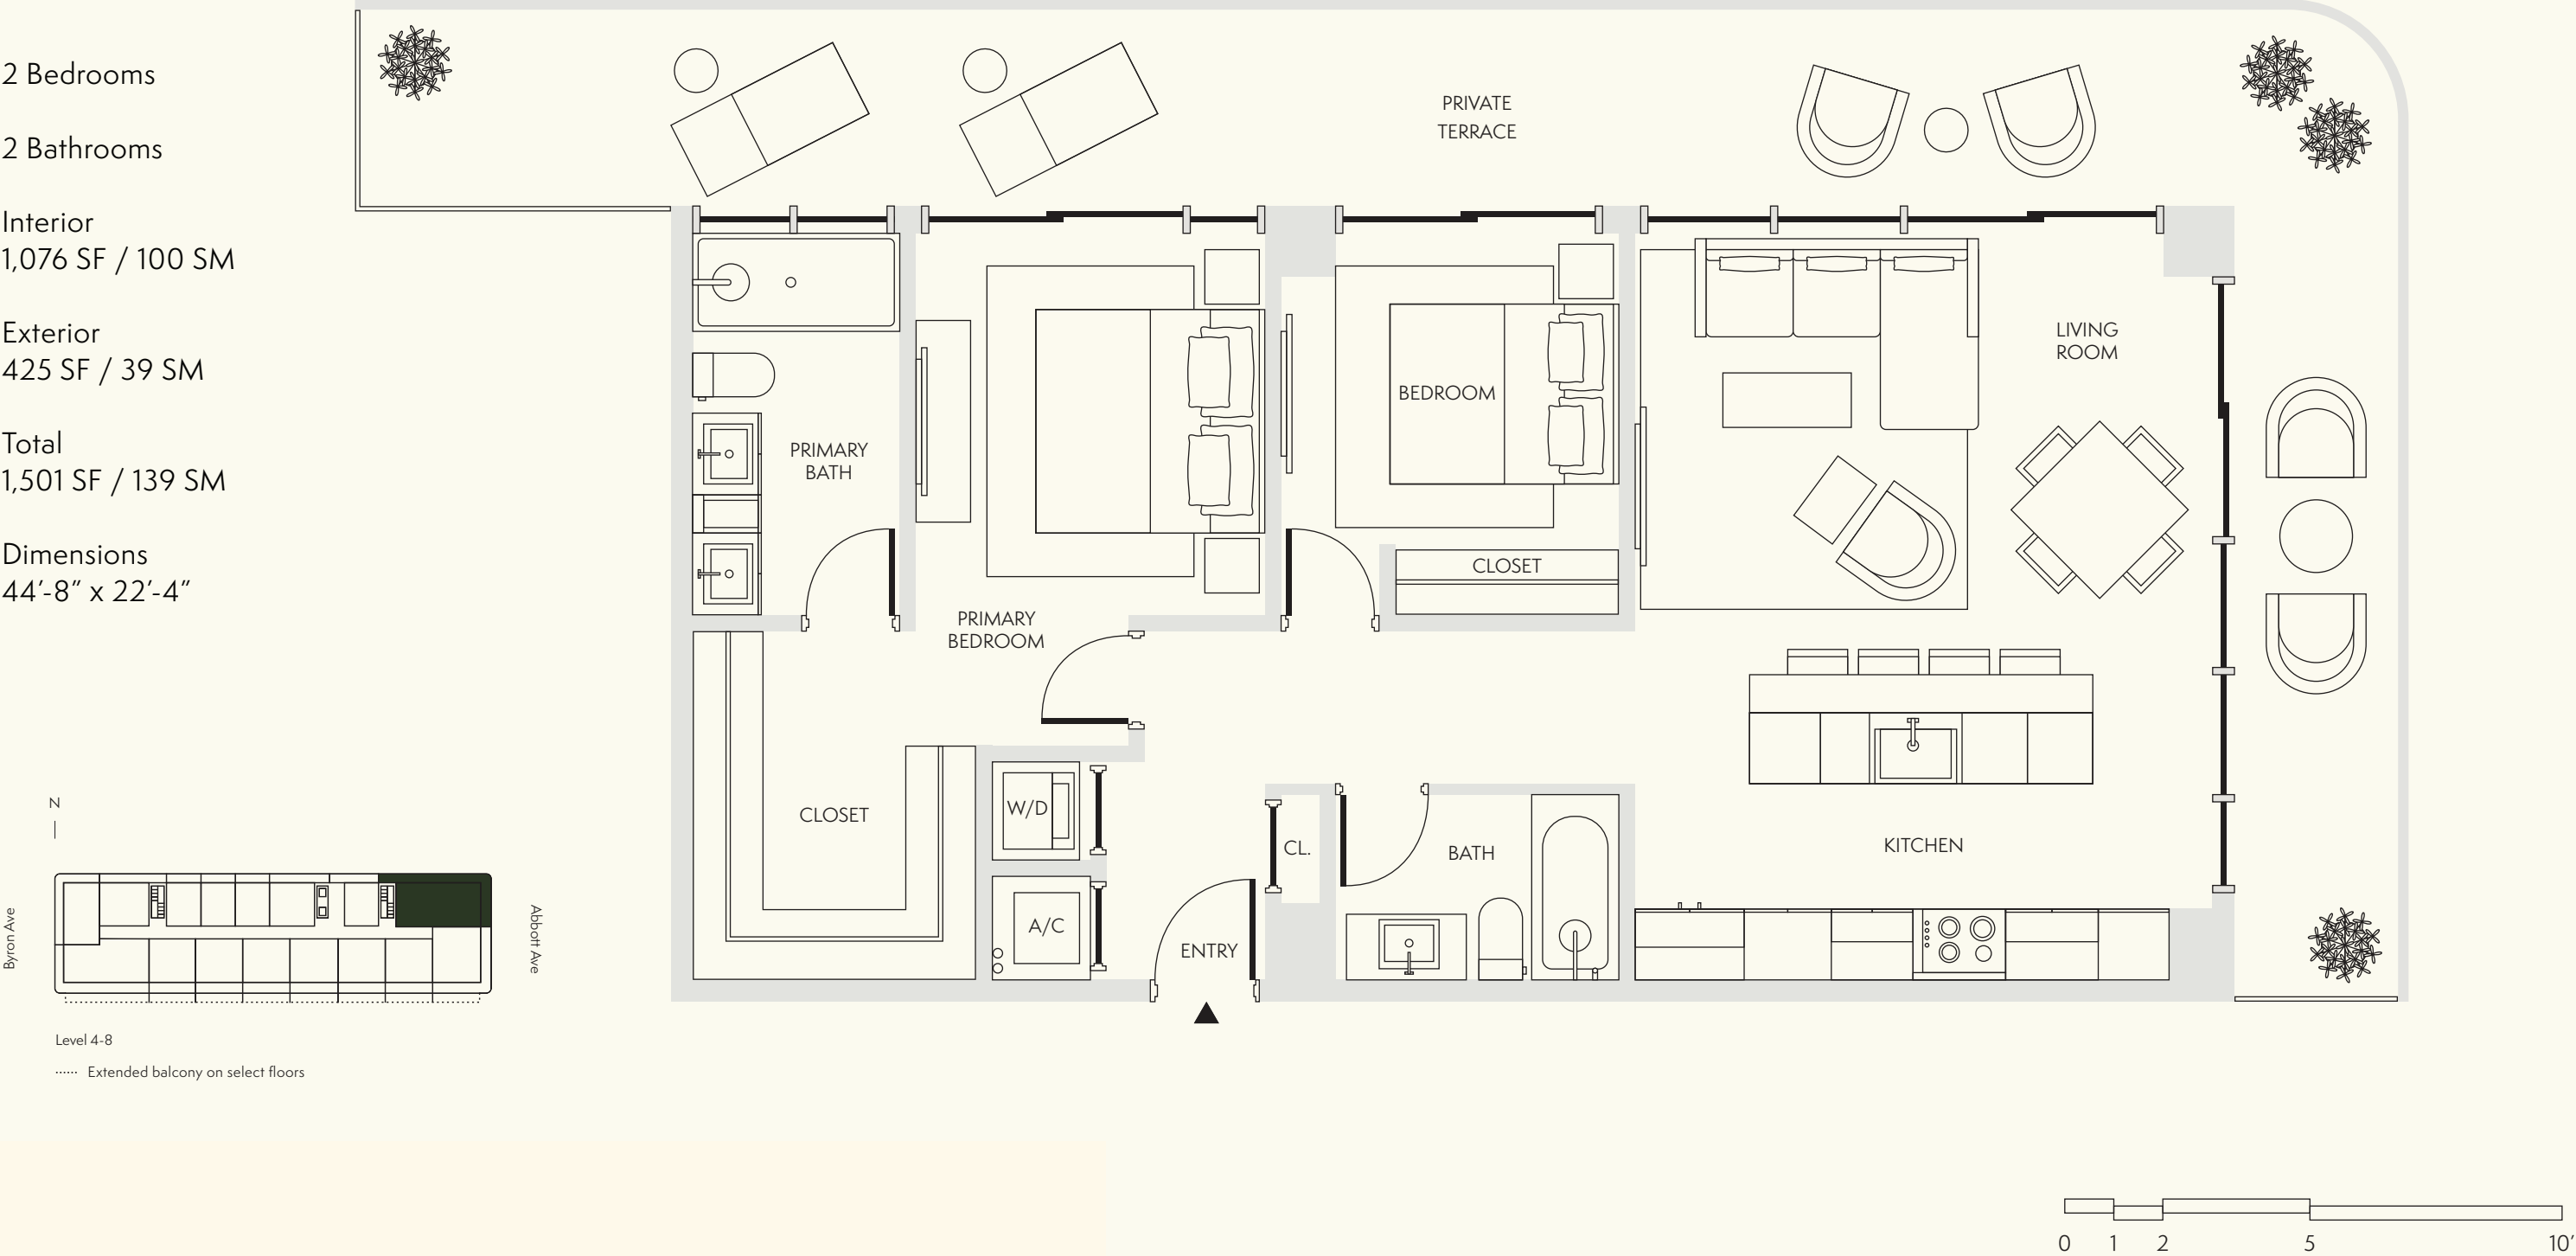 2 Bedrooms
2 Bathrooms
Interior
1,076 SF / 100 SM
Exterior
425 SF / 39 SM
Total
1,501 SF / 139 SM
Dimensions
44’-8” x 22’-4”
PRIVATE
TERRACE
PRIMARY
BATH
BEDROOM
CLOSET
LIVING
ROOM
PRIMARY
BEDROOM
CLOSET
W/D
A/C
CL.
BATH
ENTRY
KITCHEN
N
Byron Ave
Abbott Ave
Level 4-8
...... Extended balcony on select floors
0 1 2 5 10’